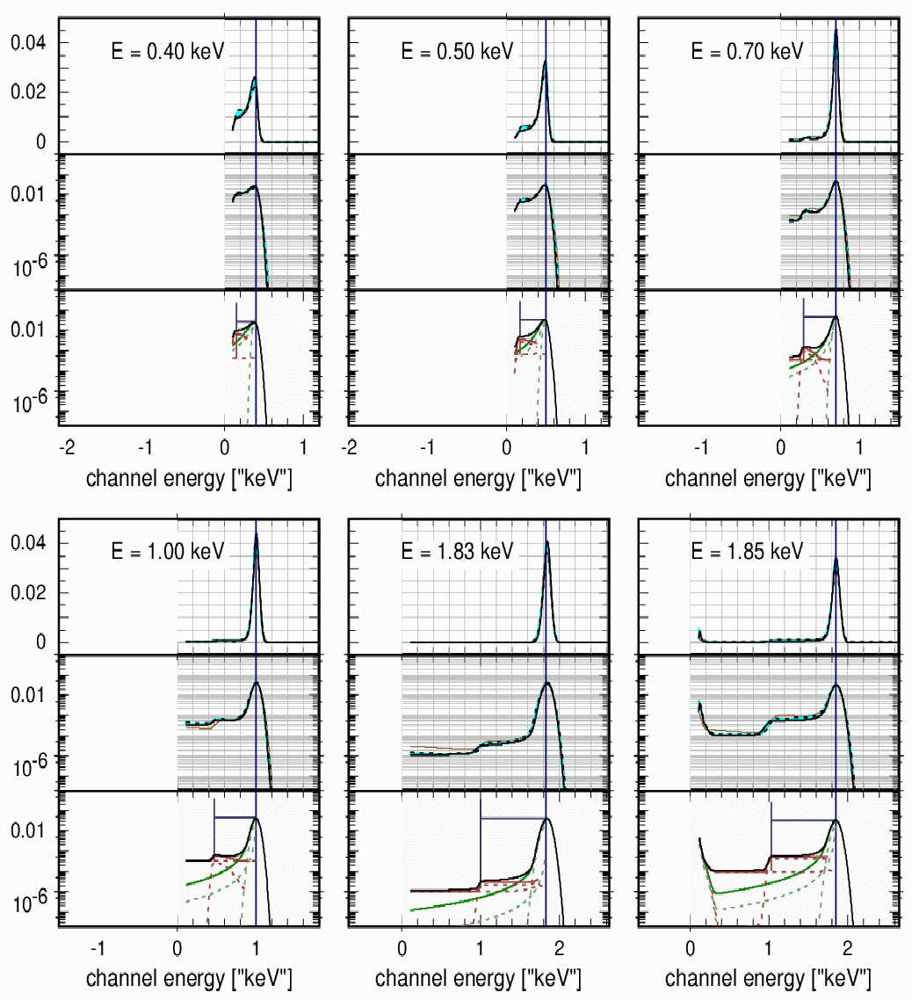 E = 0.40 keV E = 0.50 keV E = 0.70 keV
0.04
0.02
0
0.01
10-6
0.01
10-6
-2 0 1 -2 0 1 -1 0 1
channel energy ["keV"] channel energy ["keV"] channel energy ["keV"]
E = 1.00 keV E = 1.83 keV E = 1.85 keV
0.04
0.02
0
0.01
10-6
0.01
10-6
-1 0 1 0 1 2 0 1 2
channel energy ["keV"] channel energy ["keV"] channel energy ["keV"]